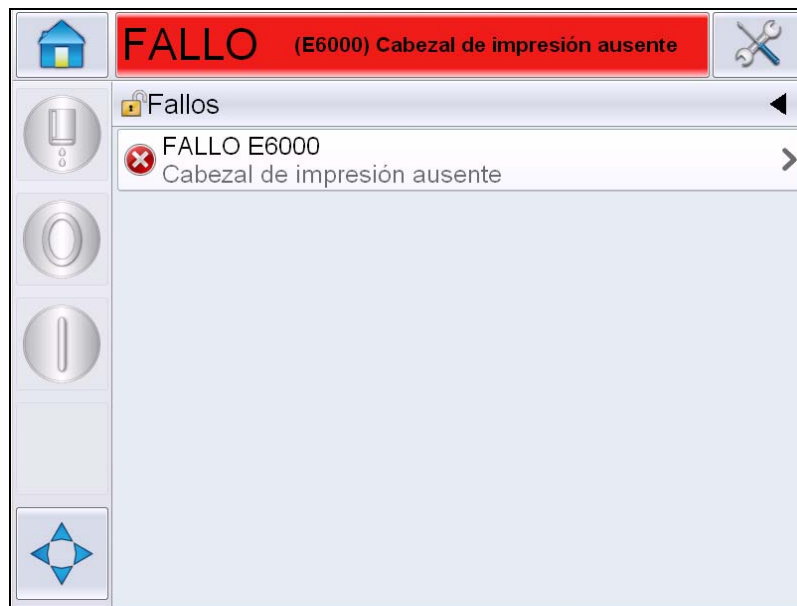 FALLO (E6000) Cabezal de impresión ausente
Fallos
FALLO E6000
Cabezal de impresión ausente